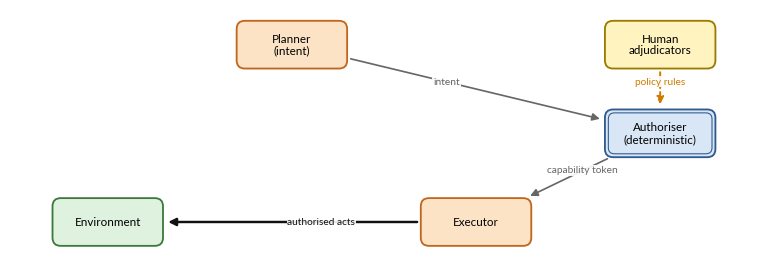 Planner
(intent)
Human
adjudicators
intent
policy rules
Authoriser
(deterministic)
capability token
Environment
authorised acts
Executor